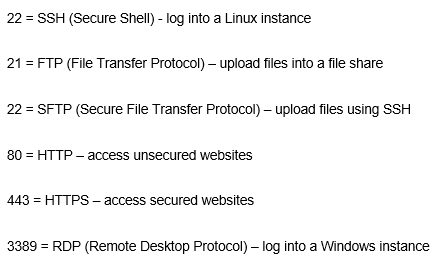 22 = SSH (Secure Shell) - log into a Linux instance
21 = FTP (File Transfer Protocol) – upload files into a file share
22 = SFTP (Secure File Transfer Protocol) – upload files using SSH
80 = HTTP – access unsecured websites
443 = HTTPS – access secured websites
3389 = RDP (Remote Desktop Protocol) – log into a Windows instance